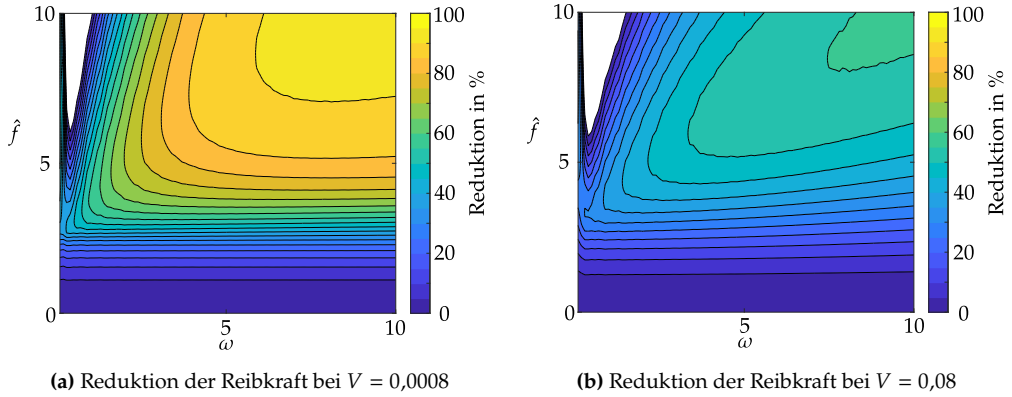 10
5
0
f̂
5
10
ω
100
80
60
40
20
0
Reduktion in %
(a) Reduktion der Reibkraft bei V = 0,0008
10
5
0
f̂
5
10
ω
100
80
60
40
20
0
Reduktion in %
(b) Reduktion der Reibkraft bei V = 0,08